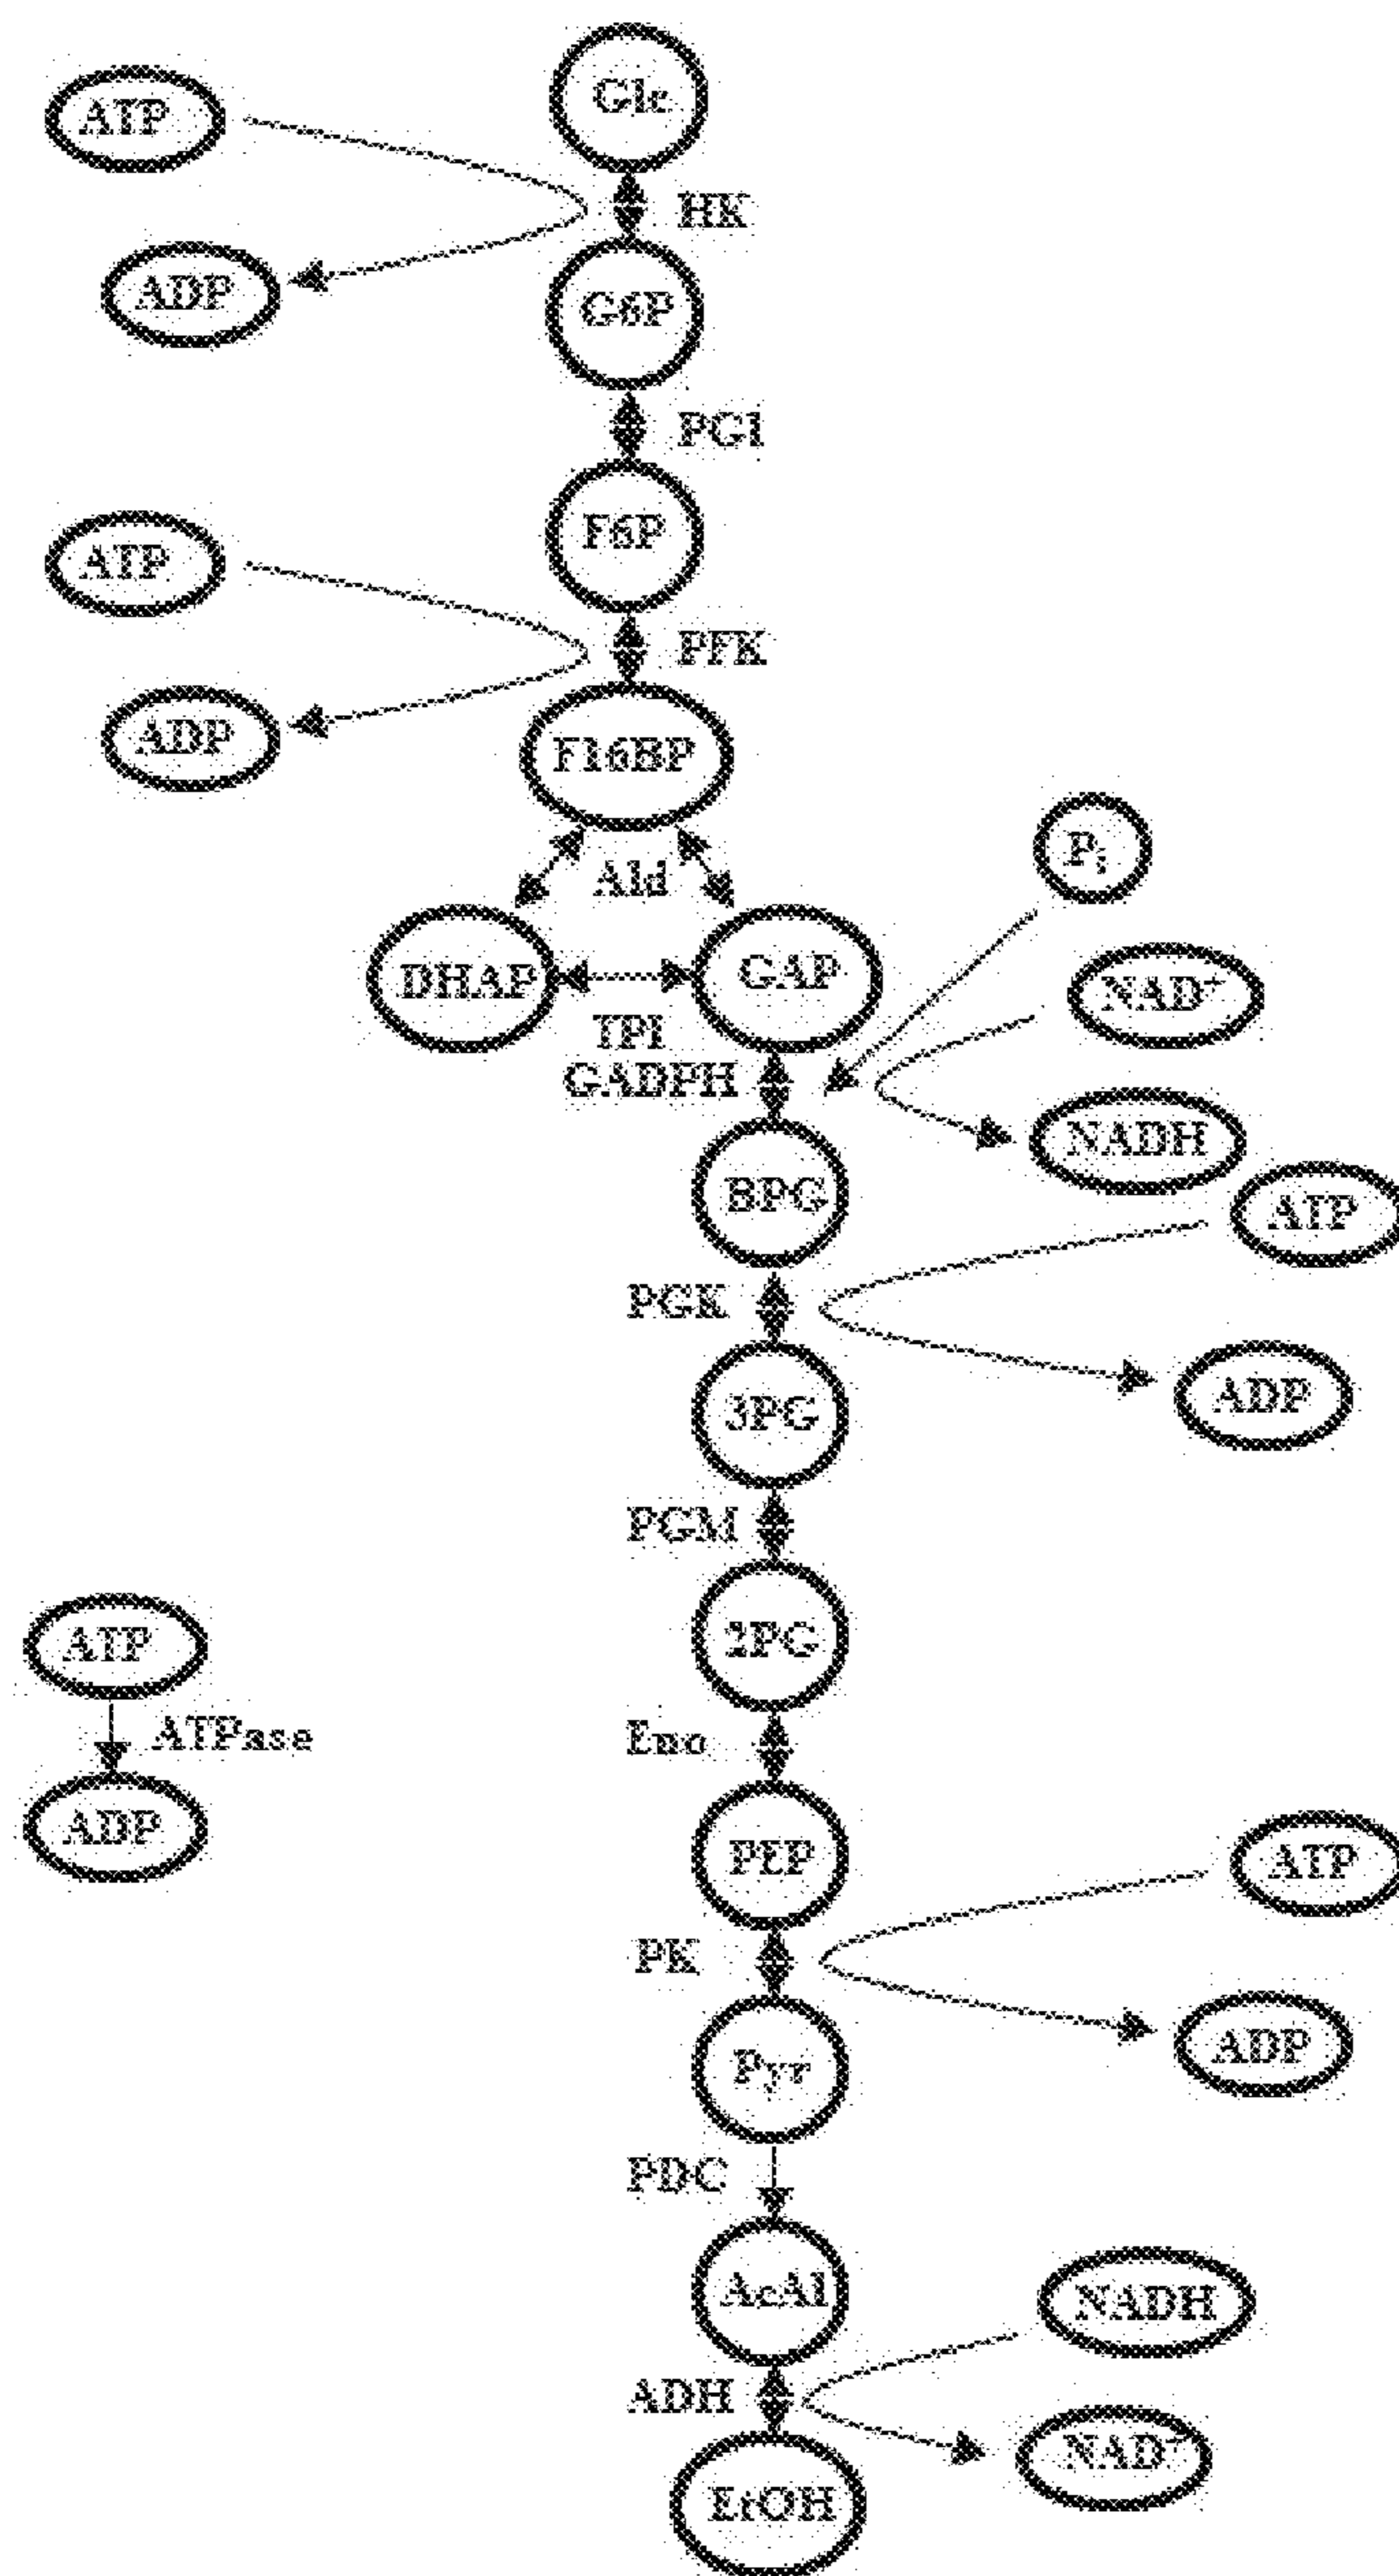 Glc
ATP
HK
ADP
G6P
PGI
F6P
ATP
PFK
ADP
F16BP
Pi
Ald
DHAP
GAP
NAD+
TPI
GADPH
NADH
BPG
ATP
PGK
3PG
ADP
PGM
2PG
ATP
ATPase
Eno
ADP
PEP
ATP
PK
ADP
Pyr
PDC
AcAl
NADH
ADH
NAD+
EtOH